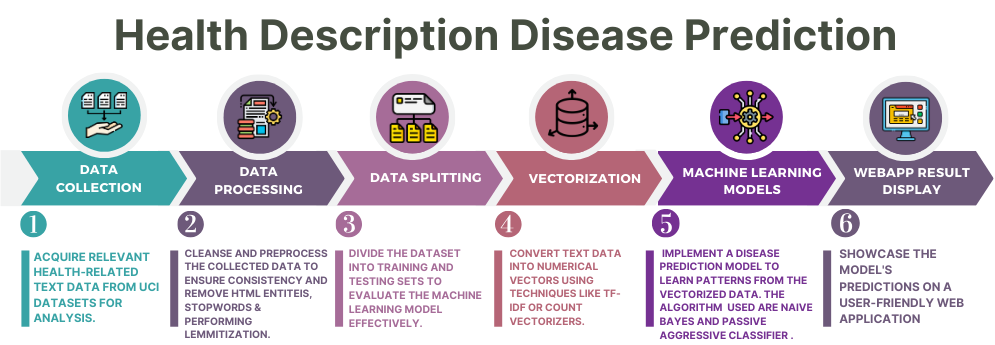 Health Description Disease Prediction
DATA
COLLECTION
DATA
PROCESSING
DATA SPLITTING
VECTORIZATION
MACHINE LEARNING
MODELS
WEBAPP RESULT
DISPLAY
1
ACQUIRE RELEVANT
HEALTH-RELATED
TEXT DATA FROM UCI
DATASETS FOR
ANALYSIS.
2
CLEANSE AND PREPROCESS
THE COLLECTED DATA TO
ENSURE CONSISTENCY AND
REMOVE HTML ENTITEIS,
STOPWORDS &
PERFORMING
LEMMITIZATION.
3
DIVIDE THE DATASET
INTO TRAINING AND
TESTING SETS TO
EVALUATE THE MACHINE
LEARNING MODEL
EFFECTIVELY.
4
CONVERT TEXT DATA
INTO NUMERICAL
VECTORS USING
TECHNIQUES LIKE TF-
IDF OR COUNT
VECTORIZERS.
5
IMPLEMENT A DISEASE
PREDICTION MODEL TO
LEARN PATTERNS FROM THE
VECTORIZED DATA. THE
ALGORITHM USED ARE NAIVE
BAYES AND PASSIVE
AGGRESSIVE CLASSIFIER .
6
SHOWCASE THE
MODEL'S
PREDICTIONS ON A
USER-FRIENDLY WEB
APPLICATION